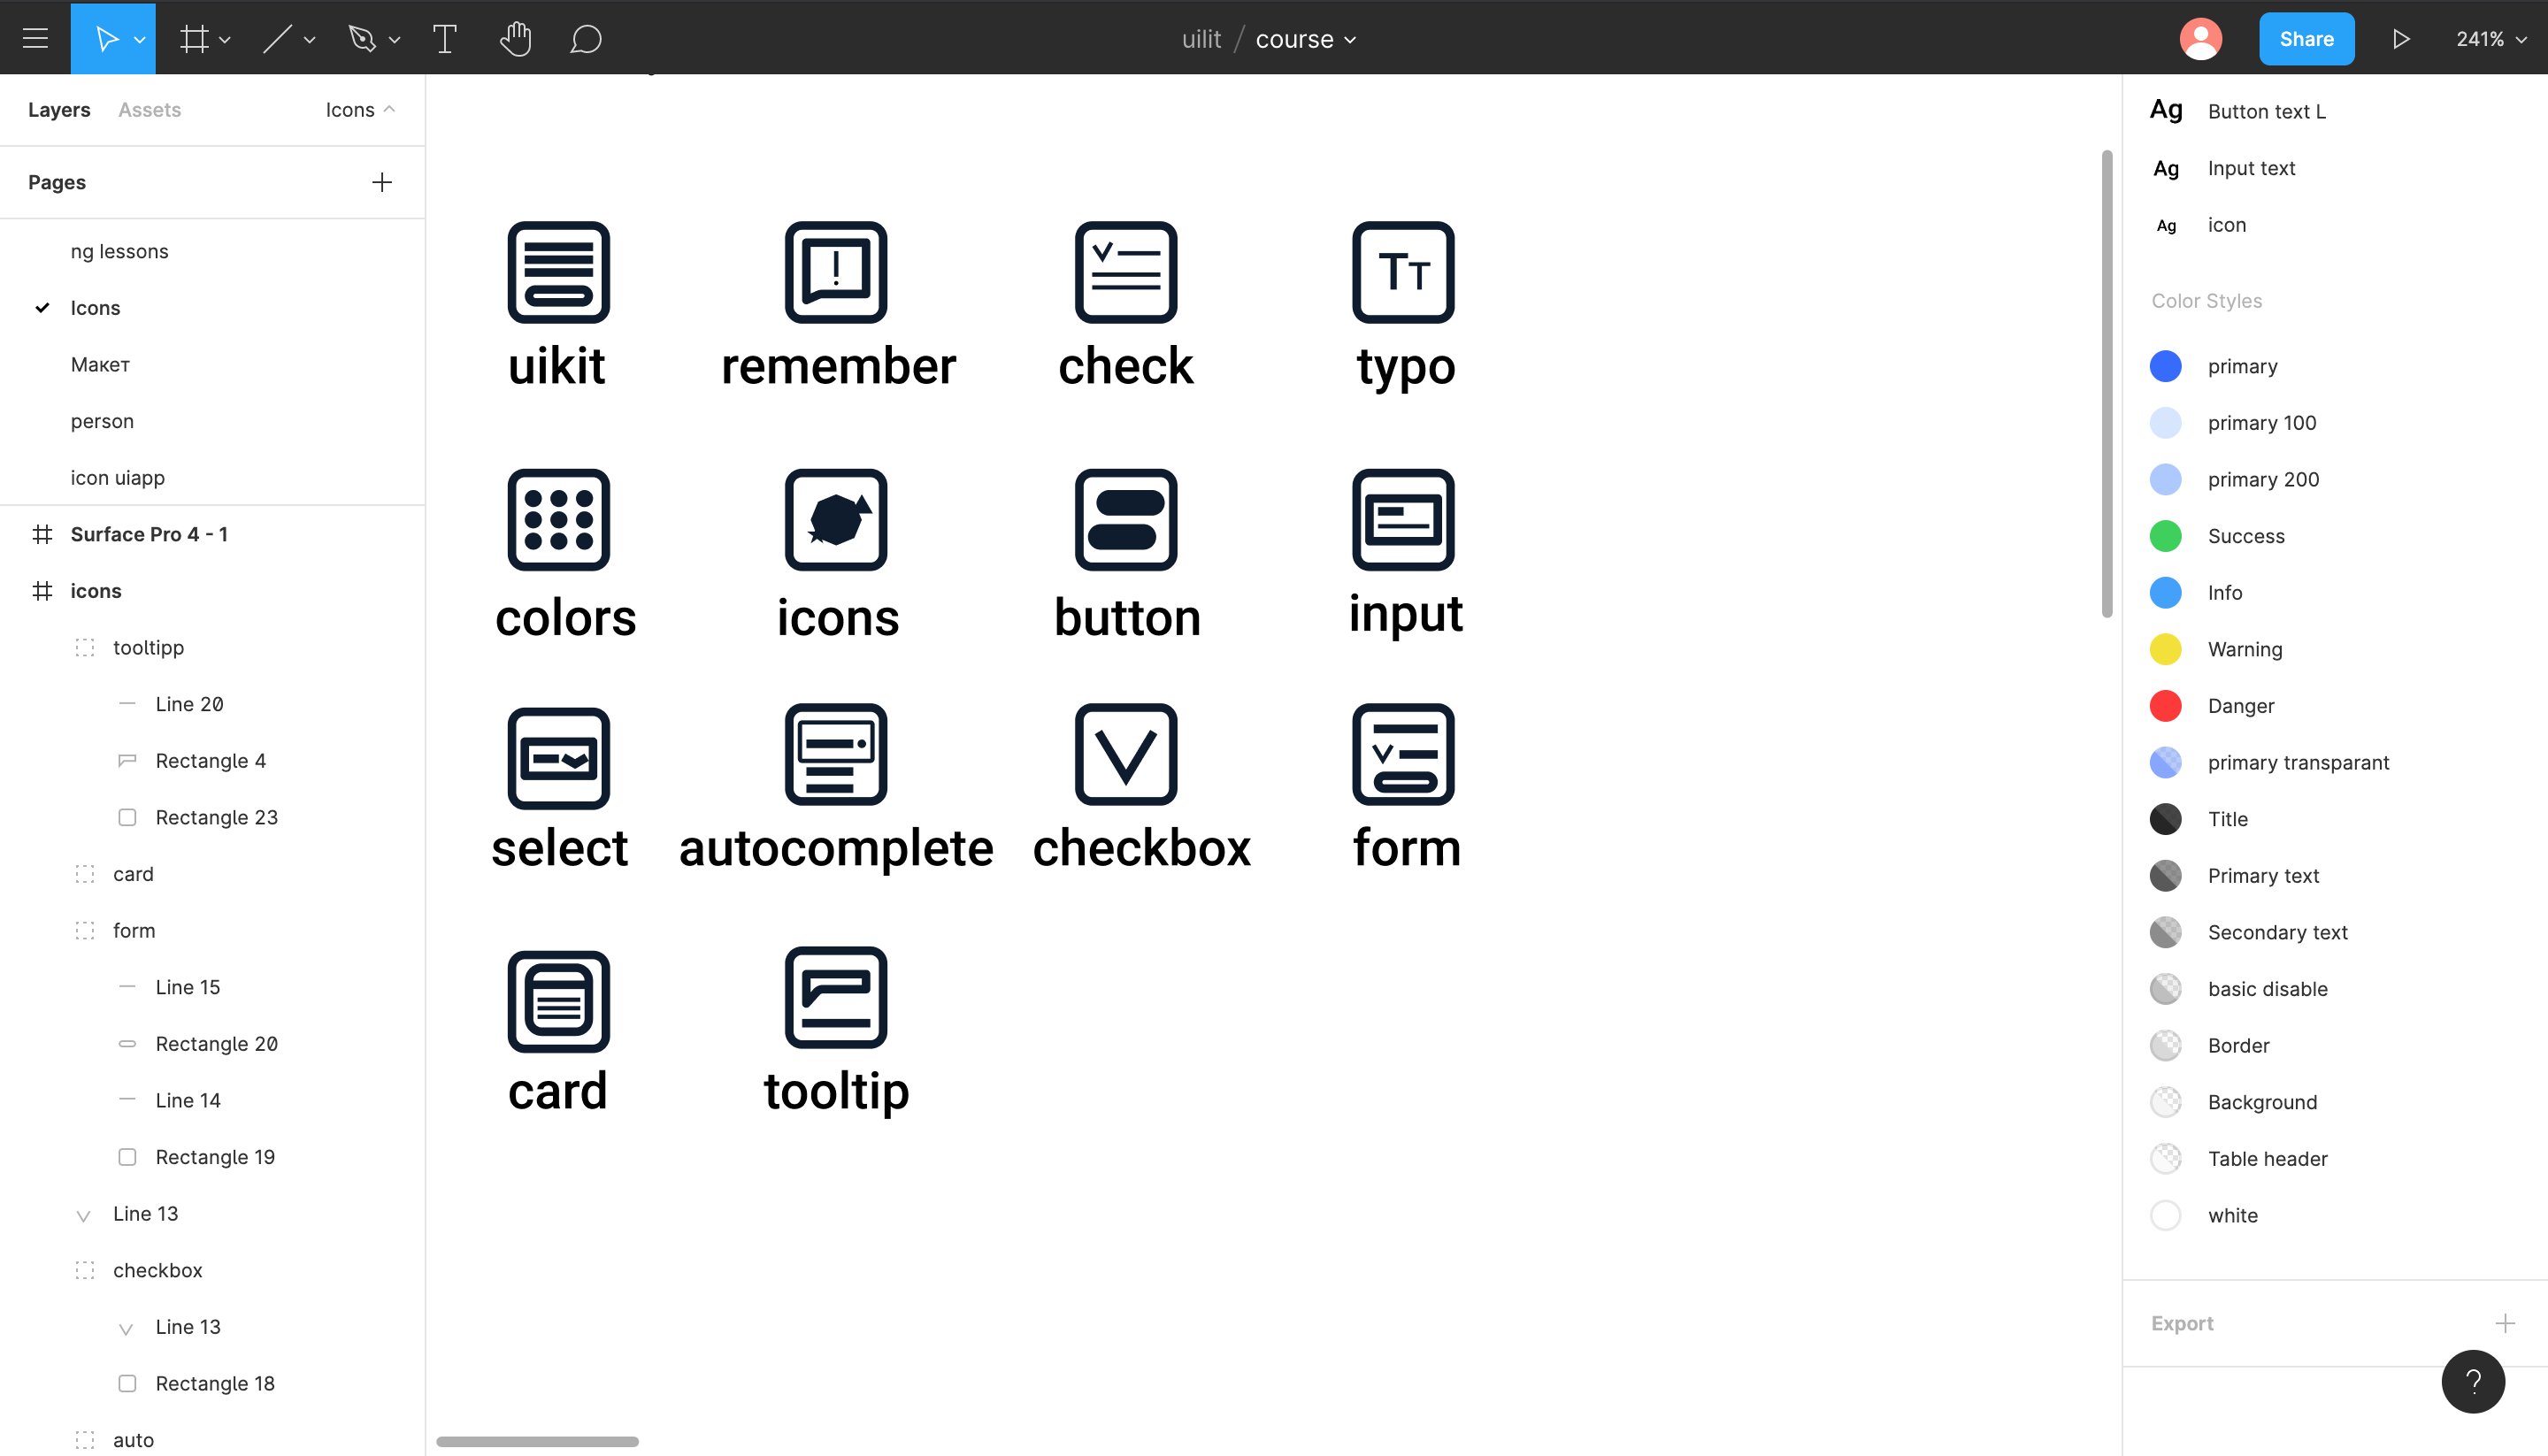 uilit / course
Share
241%
Layers
Assets
Icons
Pages
ng lessons
Icons
Макет
person
icon uiapp
Surface Pro 4 - 1
icons
tooltipp
Line 20
Rectangle 4
Rectangle 23
card
form
Line 15
Rectangle 20
Line 14
Rectangle 19
Line 13
checkbox
Line 13
Rectangle 18
auto
!
TT
uikit
remember
check
typo
colors
icons
button
input
select
autocomplete
checkbox
form
card
tooltip
Ag Button text L
Ag Input text
Ag icon
Color Styles
primary
primary 100
primary 200
Success
Info
Warning
Danger
primary transparant
Title
Primary text
Secondary text
basic disable
Border
Background
Table header
white
Export
?